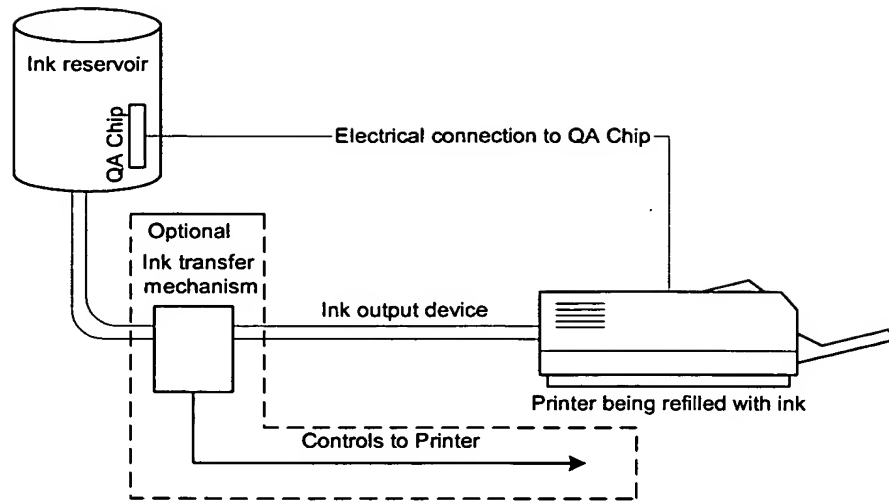 Ink reservoir
QA Chip
Electrical connection to QA Chip
Optional
Ink transfer
mechanism
Ink output device
Printer being refilled with ink
Controls to Printer